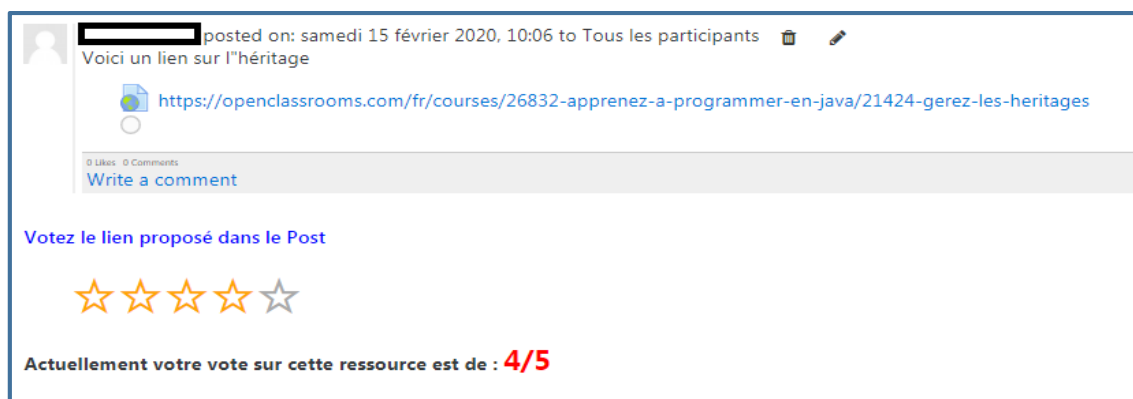 posted on: samedi 15 février 2020, 10:06 to Tous les participants
Voici un lien sur l"héritage
https://openclassrooms.com/fr/courses/26832-apprenez-a-programmer-en-java/21424-gerez-les-heritages
0 Likes 0 Comments
Write a comment
Votez le lien proposé dans le Post
Actuellement votre vote sur cette ressource est de : 4/5